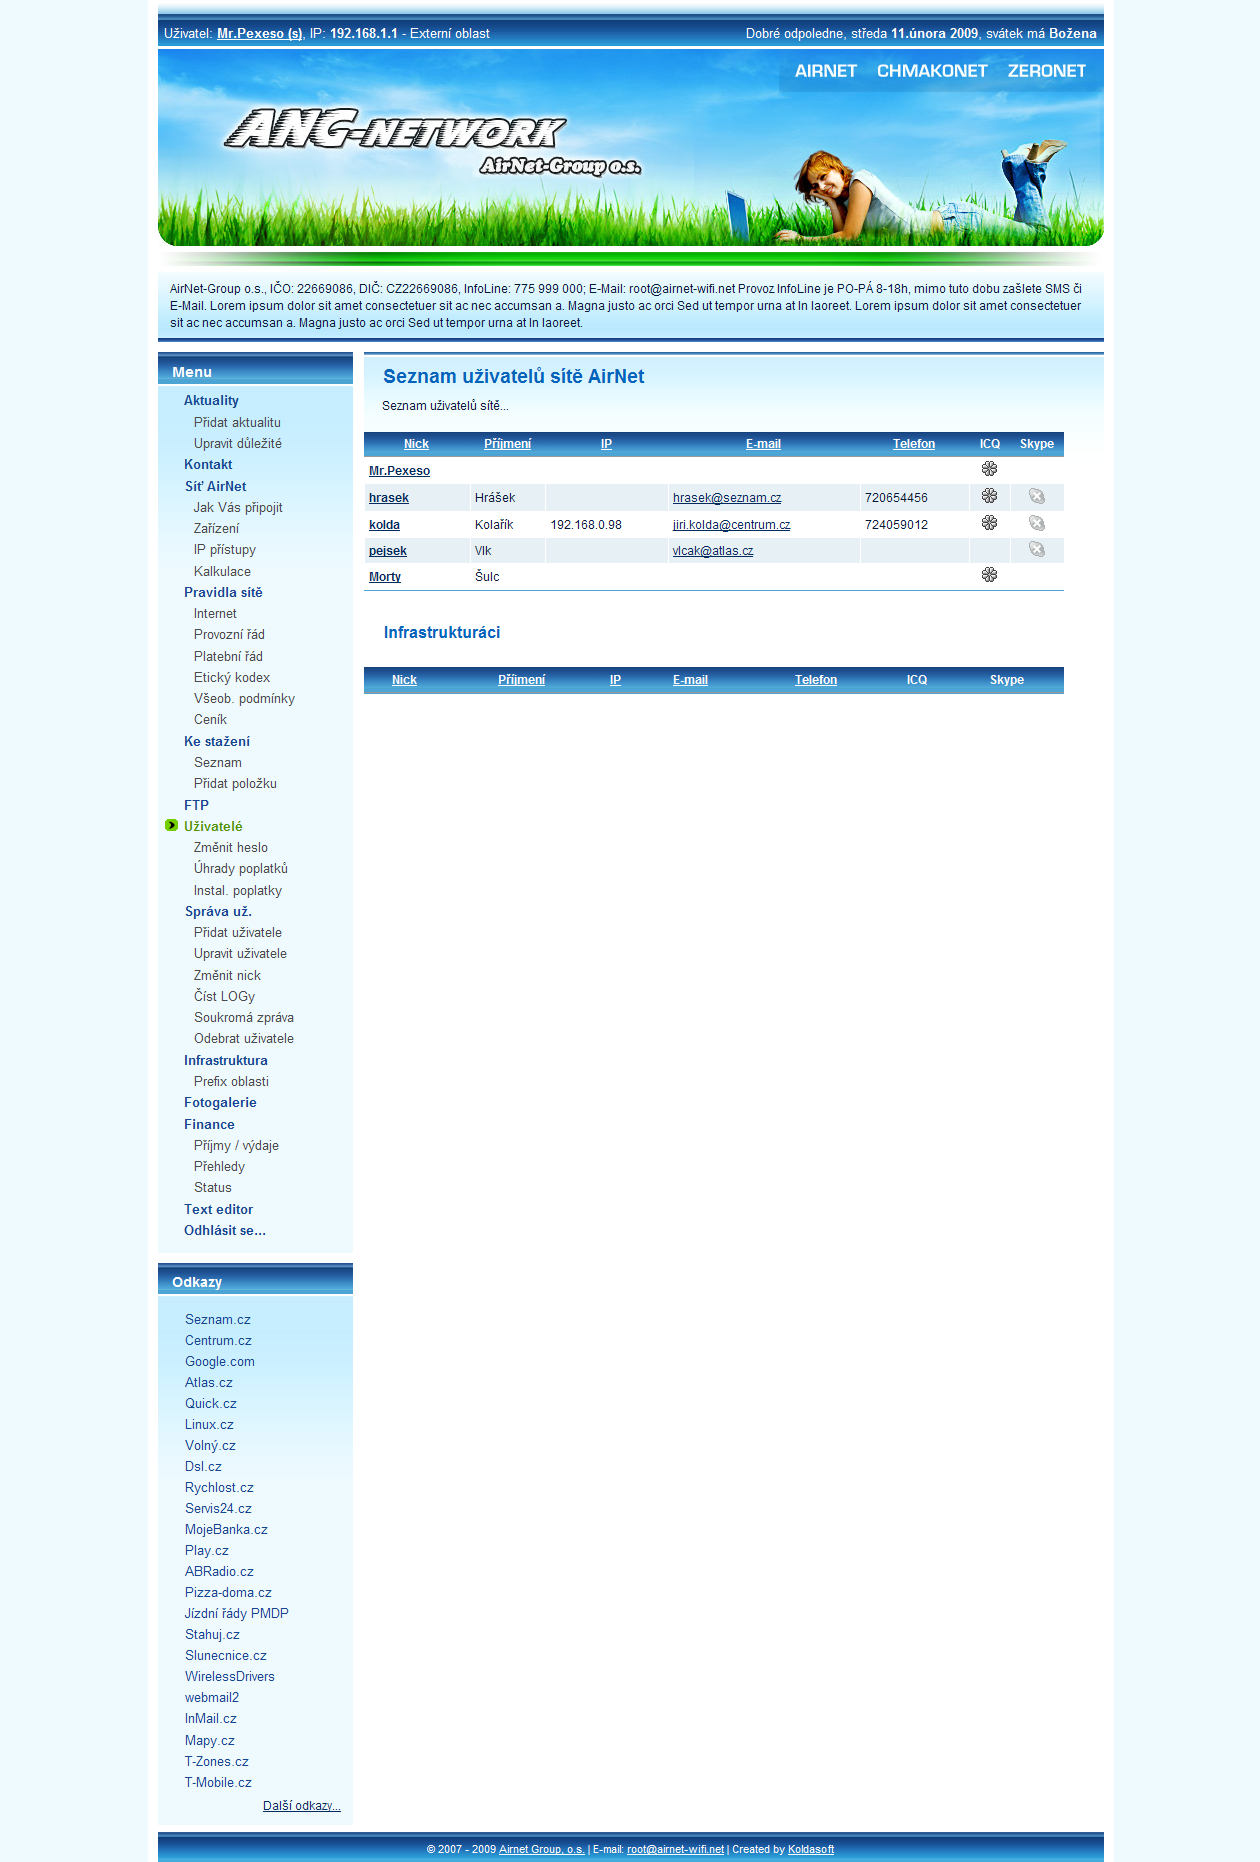 Uživatel: Mr.Pexeso (s), IP: 192.168.1.1 - Externí oblast Dobré odpoledne, středa 11.února 2009, svátek má Božena
AIRNET CHMAKONET ZERONET
ANG-NETWORK
AirNet-Group o.s.
AirNet-Group o.s., IČO: 22669086, DIČ: CZ22669086, InfoLine: 775 999 000; E-Mail: root@airnet-wifi.net Provoz InfoLine je PO-PÁ 8-18h, mimo tuto dobu zašlete SMS či
E-Mail. Lorem ipsum dolor sit amet consectetuer sit ac nec accumsan a. Magna justo ac orci Sed ut tempor urna at In laoreet. Lorem ipsum dolor sit amet consectetuer
sit ac nec accumsan a. Magna justo ac orci Sed ut tempor urna at In laoreet.
Menu
Aktuality
Přidat aktualitu
Upravit důležité
Kontakt
Síť AirNet
Jak Vás připojit
Zařízení
IP přístupy
Kalkulace
Pravidla sítě
Internet
Provozní řád
Platební řád
Etický kodex
Všeob. podmínky
Ceník
Ke stažení
Seznam
Přidat položku
FTP
Uživatelé
Změnit heslo
Úhrady poplatků
Instal. poplatky
Správa už.
Přidat uživatele
Upravit uživatele
Změnit nick
Číst LOGy
Soukromá zpráva
Odebrat uživatele
Infrastruktura
Prefix oblasti
Fotogalerie
Finance
Příjmy / výdaje
Přehledy
Status
Text editor
Odhlásit se...
Odkazy
Seznam.cz
Centrum.cz
Google.com
Atlas.cz
Quick.cz
Linux.cz
Volný.cz
Dsl.cz
Rychlost.cz
Servis24.cz
MojeBanka.cz
Play.cz
ABRadio.cz
Pizza-doma.cz
Jízdní řády PMDP
Stahuj.cz
Slunecnice.cz
WirelessDrivers
webmail2
InMail.cz
Mapy.cz
T-Zones.cz
T-Mobile.cz
Další odkazy...
Seznam uživatelů sítě AirNet
Seznam uživatelů sítě...
Nick Příjmení IP E-mail Telefon ICQ Skype
Mr.Pexeso
hrasek Hrášek hrasek@seznam.cz 720654456
kolda Kolařík 192.168.0.98 jiri.kolda@centrum.cz 724059012
pejsek Vlk vlcak@atlas.cz
Morty Šulc
Infrastrukturáci
Nick Příjmení IP E-mail Telefon ICQ Skype
© 2007 - 2009 Airnet Group, o.s. | E-mail: root@airnet-wifi.net | Created by Koldasoft